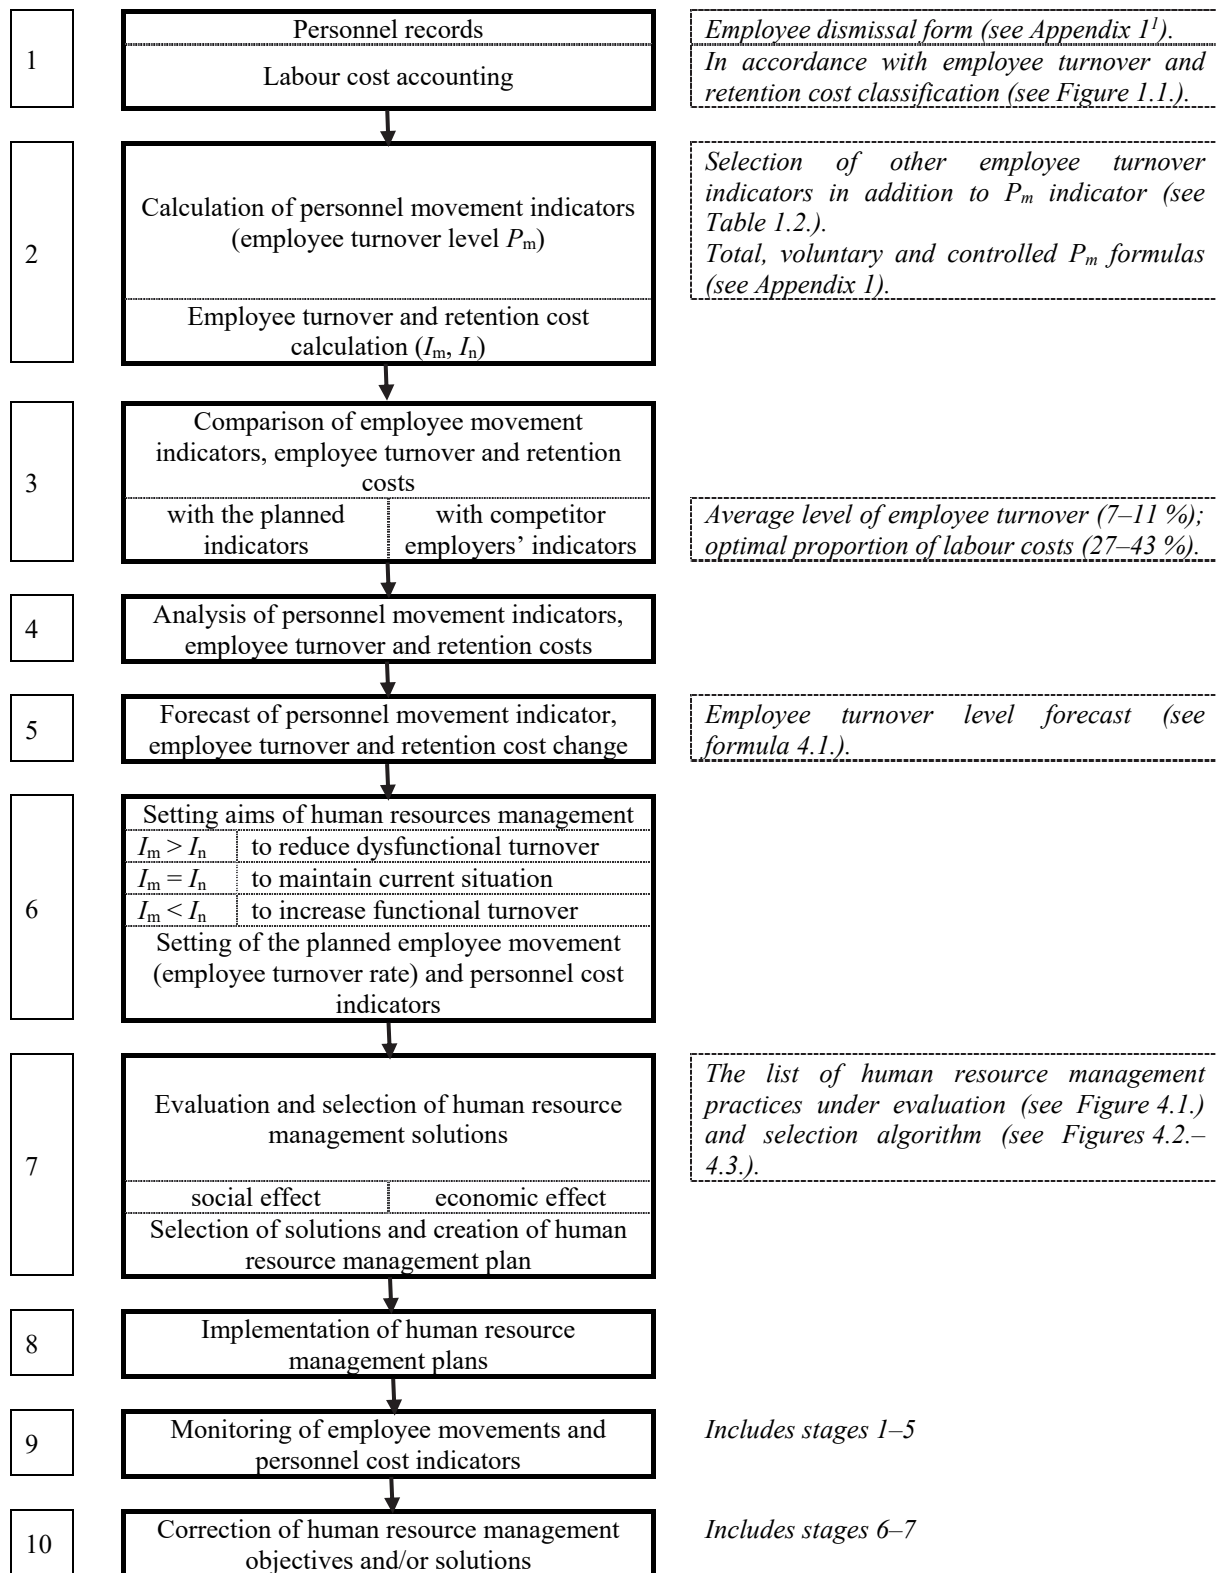 1
Personnel records
Labour cost accounting
Employee dismissal form (see Appendix 1¹).
In accordance with employee turnover and
retention cost classification (see Figure 1.1.).
2
Calculation of personnel movement indicators
(employee turnover level Pm)
Employee turnover and retention cost
calculation (Im, In)
Selection of other employee turnover
indicators in addition to Pm indicator (see
Table 1.2.).
Total, voluntary and controlled Pm formulas
(see Appendix 1).
3
Comparison of employee movement
indicators, employee turnover and retention
costs
with the planned
indicators
with competitor
employers’ indicators
Average level of employee turnover (7–11 %);
optimal proportion of labour costs (27–43 %).
4
Analysis of personnel movement indicators,
employee turnover and retention costs
5
Forecast of personnel movement indicator,
employee turnover and retention cost change
Employee turnover level forecast (see
formula 4.1.).
6
Setting aims of human resources management
Im > In to reduce dysfunctional turnover
Im = In to maintain current situation
Im < In to increase functional turnover
Setting of the planned employee movement
(employee turnover rate) and personnel cost
indicators
7
Evaluation and selection of human resource
management solutions
social effect
economic effect
Selection of solutions and creation of human
resource management plan
The list of human resource management
practices under evaluation (see Figure 4.1.)
and selection algorithm (see Figures 4.2.–
4.3.).
8
Implementation of human resource
management plans
9
Monitoring of employee movements and
personnel cost indicators
Includes stages 1–5
10
Correction of human resource management
objectives and/or solutions
Includes stages 6–7